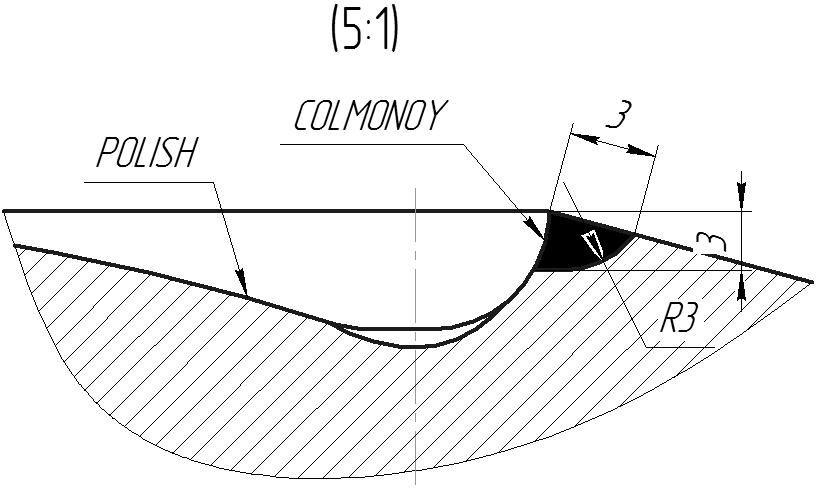 (5:1)
COLMONOY
3
POLISH
3
R3